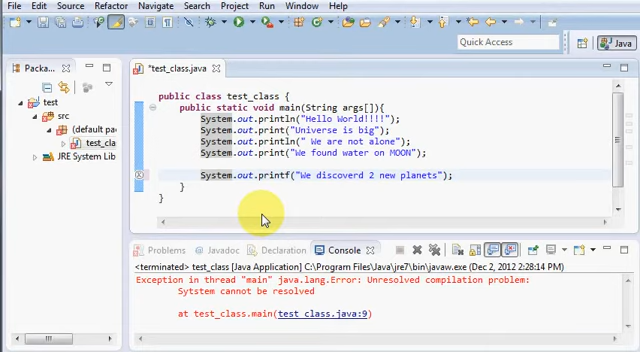 File Edit Source Refactor Navigate Search Project Run Window Help
Quick Access
Java
Packa...
*test_class.java
test
src
(default pa
test_cla
JRE System Lib
public class test_class {
public static void main(String args[]){
System.out.println("Hello World!!!!");
System.out.print("Universe is big");
System.out.println(" We are not alone");
System.out.print("We found water on MOON");
System.out.printf("We discoverd 2 new planets");
}
}
Problems Javadoc Declaration Console
<terminated> test_class [Java Application] C:\Program Files\Java\jre7\bin\javaw.exe (Dec 2, 2012 2:28:14 PM)
Exception in thread "main" java.lang.Error: Unresolved compilation problem:
Sytstem cannot be resolved
at test_class.main(test_class.java:9)